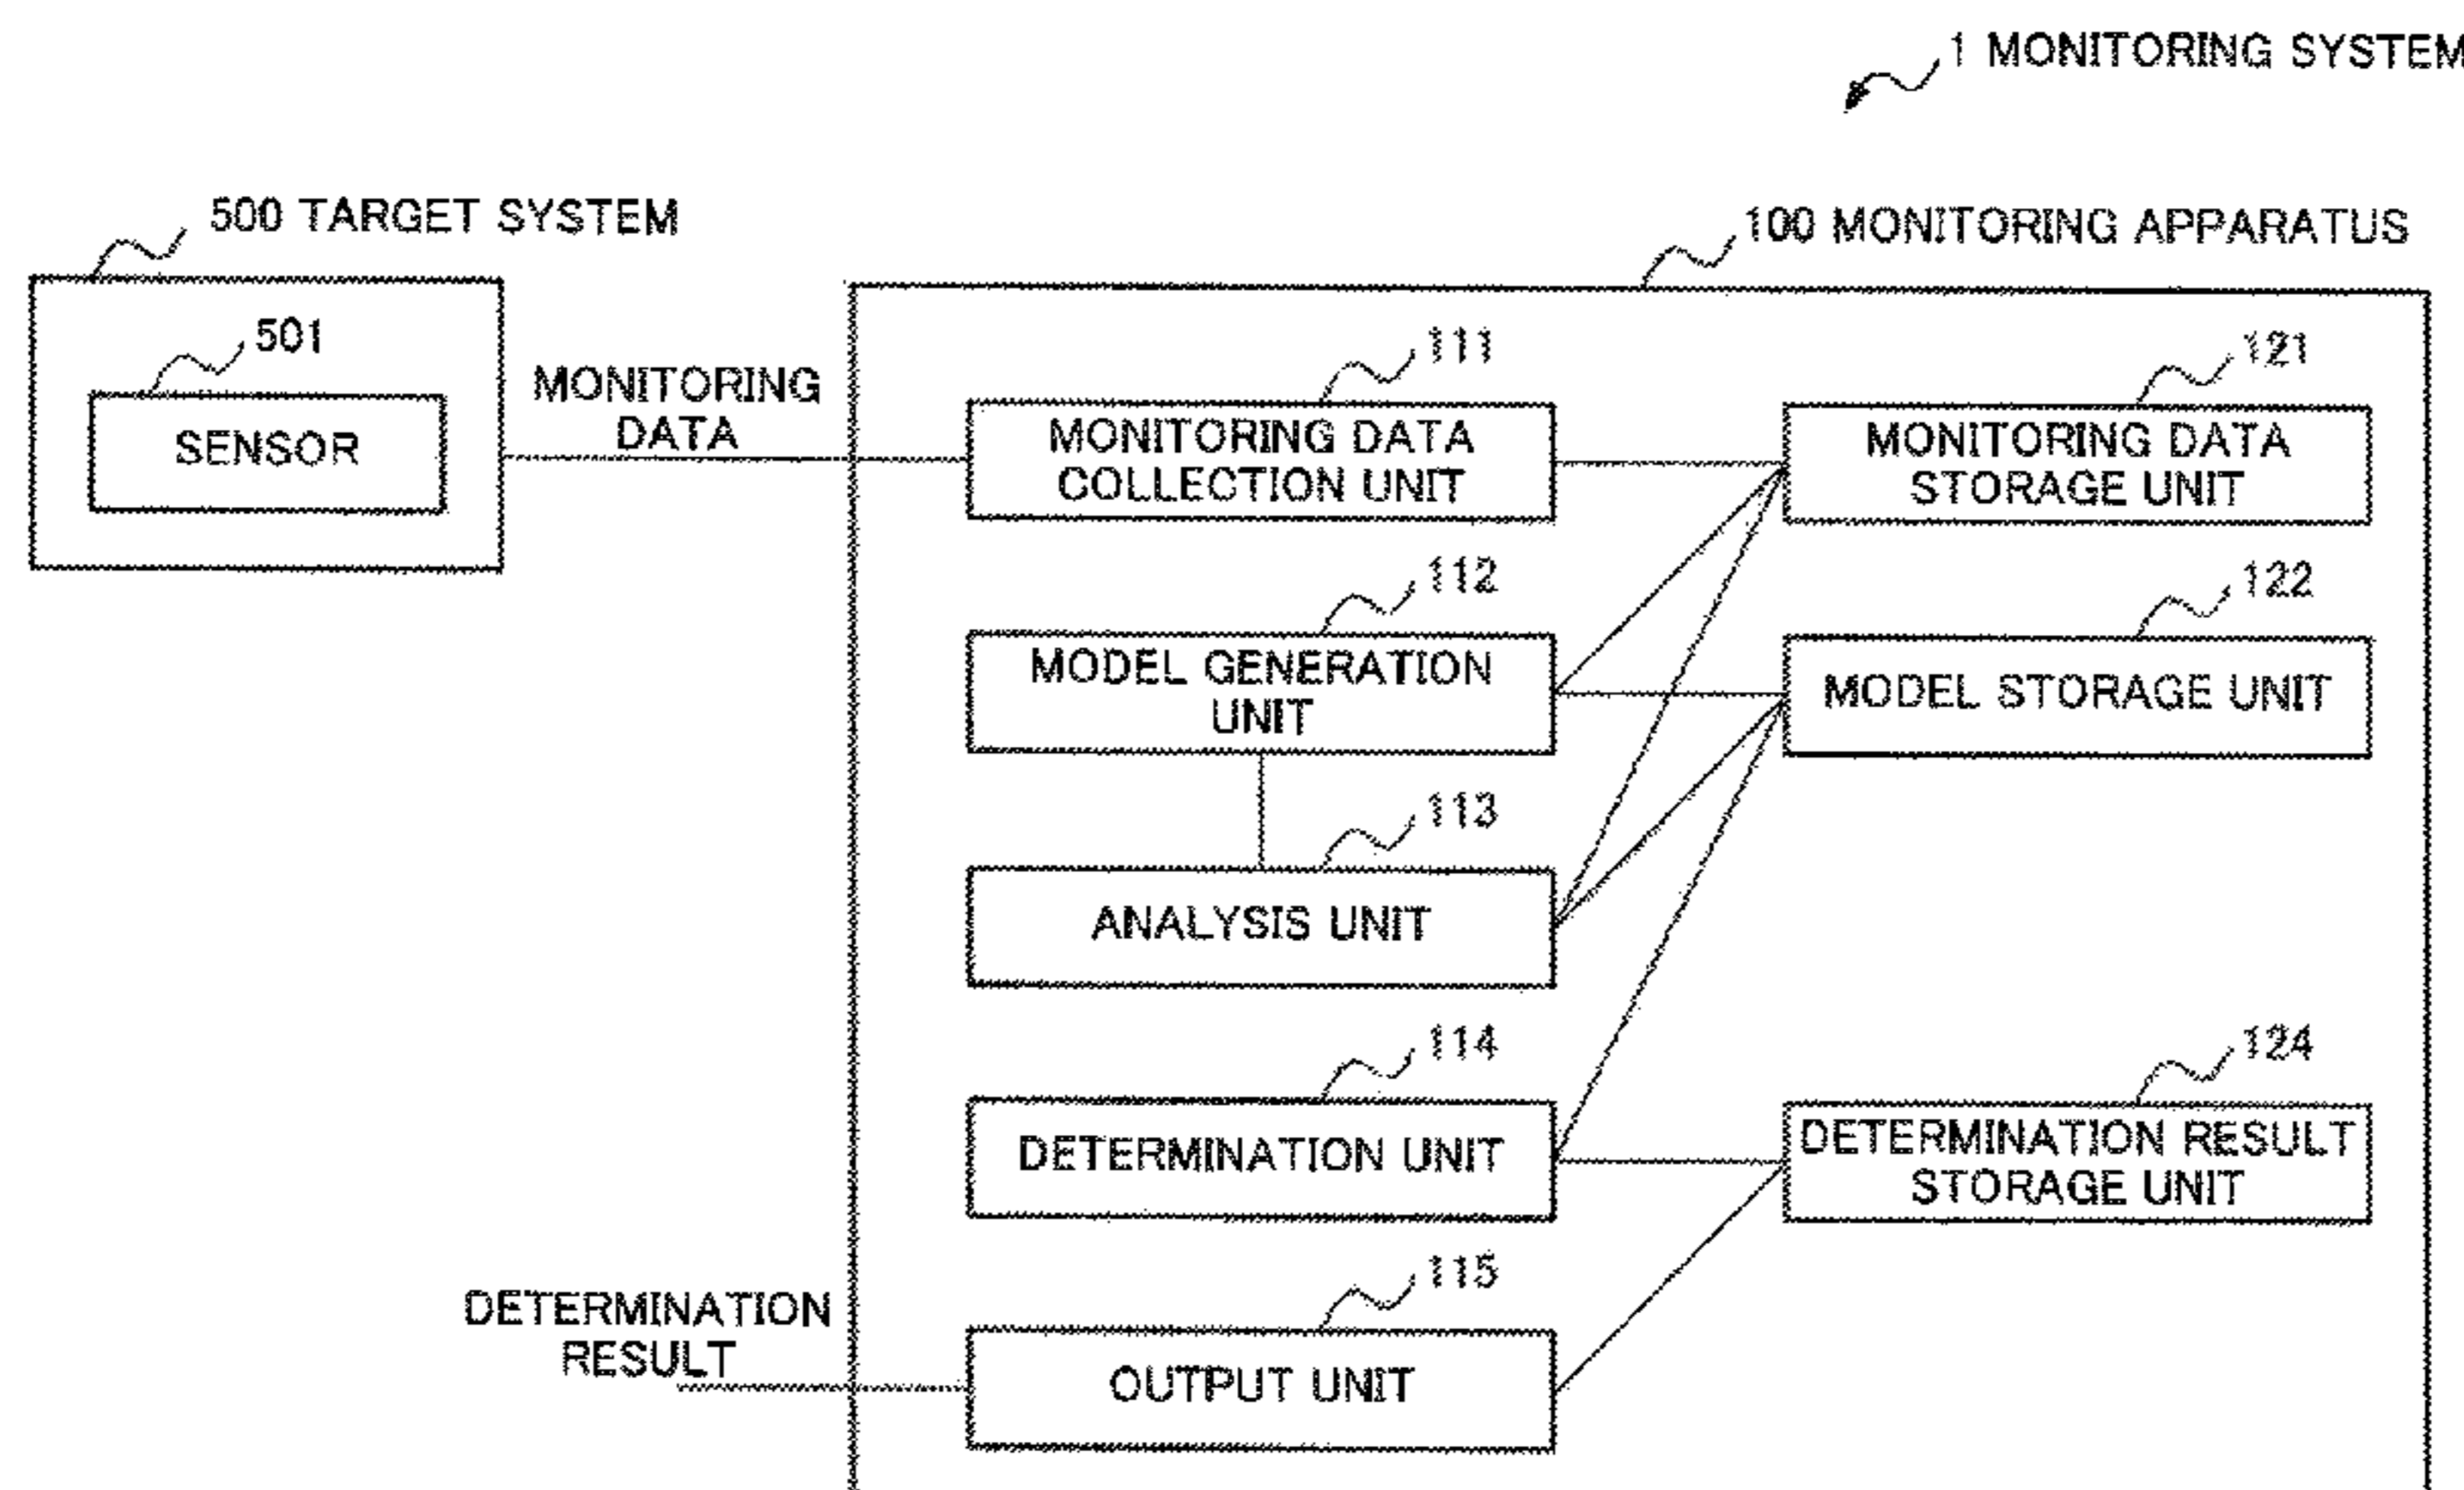 1 MONITORING SYSTEM
500 TARGET SYSTEM
100 MONITORING APPARATUS
501
SENSOR
MONITORING
DATA
111
MONITORING DATA
COLLECTION UNIT
121
MONITORING DATA
STORAGE UNIT
112
MODEL GENERATION
UNIT
122
MODEL STORAGE UNIT
113
ANALYSIS UNIT
114
DETERMINATION UNIT
124
DETERMINATION RESULT
STORAGE UNIT
DETERMINATION
RESULT
115
OUTPUT UNIT